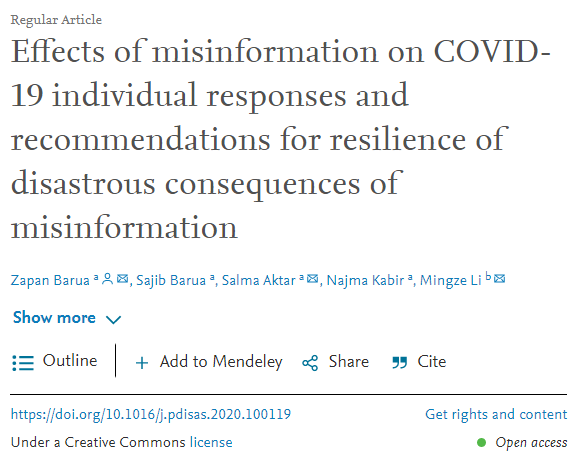 Regular Article
Effects of misinformation on COVID-
19 individual responses and
recommendations for resilience of
disastrous consequences of
misinformation
Zapan Barua a, Sajib Barua a, Salma Aktar a, Najma Kabir a, Mingze Li b
Show more
Outline + Add to Mendeley Share Cite
https://doi.org/10.1016/j.pdisas.2020.100119 Get rights and content
Under a Creative Commons license Open access